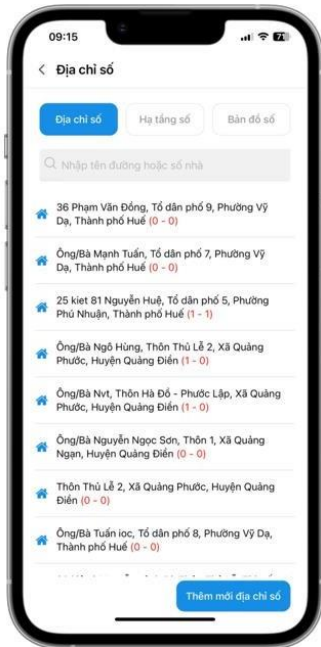 09:15
71
Địa chỉ số
Địa chỉ số
Hạ tầng số
Bản đồ số
Nhập tên đường hoặc số nhà
36 Phạm Văn Đồng, Tổ dân phố 9, Phường Vỹ
Dạ, Thành phố Huế (0 - 0)
Ông/Bà Mạnh Tuấn, Tổ dân phố 7, Phường Vỹ
Dạ, Thành phố Huế (0 - 0)
25 kiet 81 Nguyễn Huệ, Tổ dân phố 5, Phường
Phú Nhuận, Thành phố Huế (1 - 1)
Ông/Bà Ngô Hùng, Thôn Thủ Lễ 2, Xã Quảng
Phước, Huyện Quảng Điền (1 - 0)
Ông/Bà Nvt, Thôn Hà Đồ - Phước Lập, Xã Quảng
Phước, Huyện Quảng Điền (1 - 0)
Ông/Bà Nguyễn Ngọc Sơn, Thôn 1, Xã Quảng
Ngạn, Huyện Quảng Điền (0 - 0)
Thôn Thủ Lễ 2, Xã Quảng Phước, Huyện Quảng
Điền (0 - 0)
Ông/Bà Tuấn ioc, Tổ dân phố 8, Phường Vỹ Dạ,
Thành phố Huế (0 - 0)
Thêm mới địa chỉ số